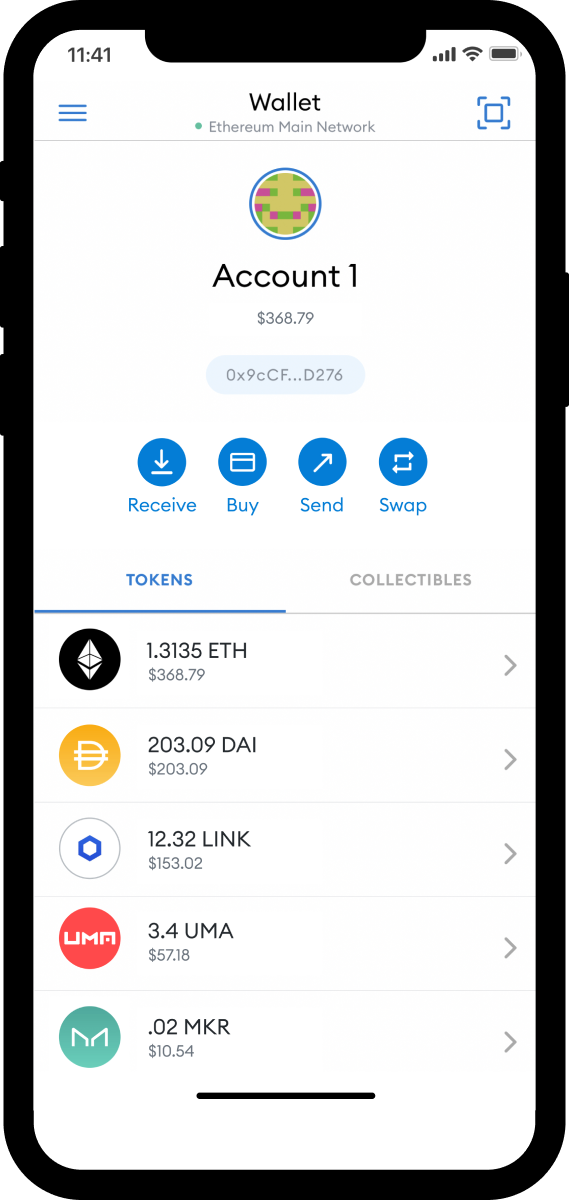 11:41
Wallet
Ethereum Main Network
Account 1
$368.79
0x9cCF...D276
Receive Buy Send Swap
TOKENS COLLECTIBLES
1.3135 ETH
$368.79
203.09 DAI
$203.09
12.32 LINK
$153.02
UMA
3.4 UMA
$57.18
.02 MKR
$10.54